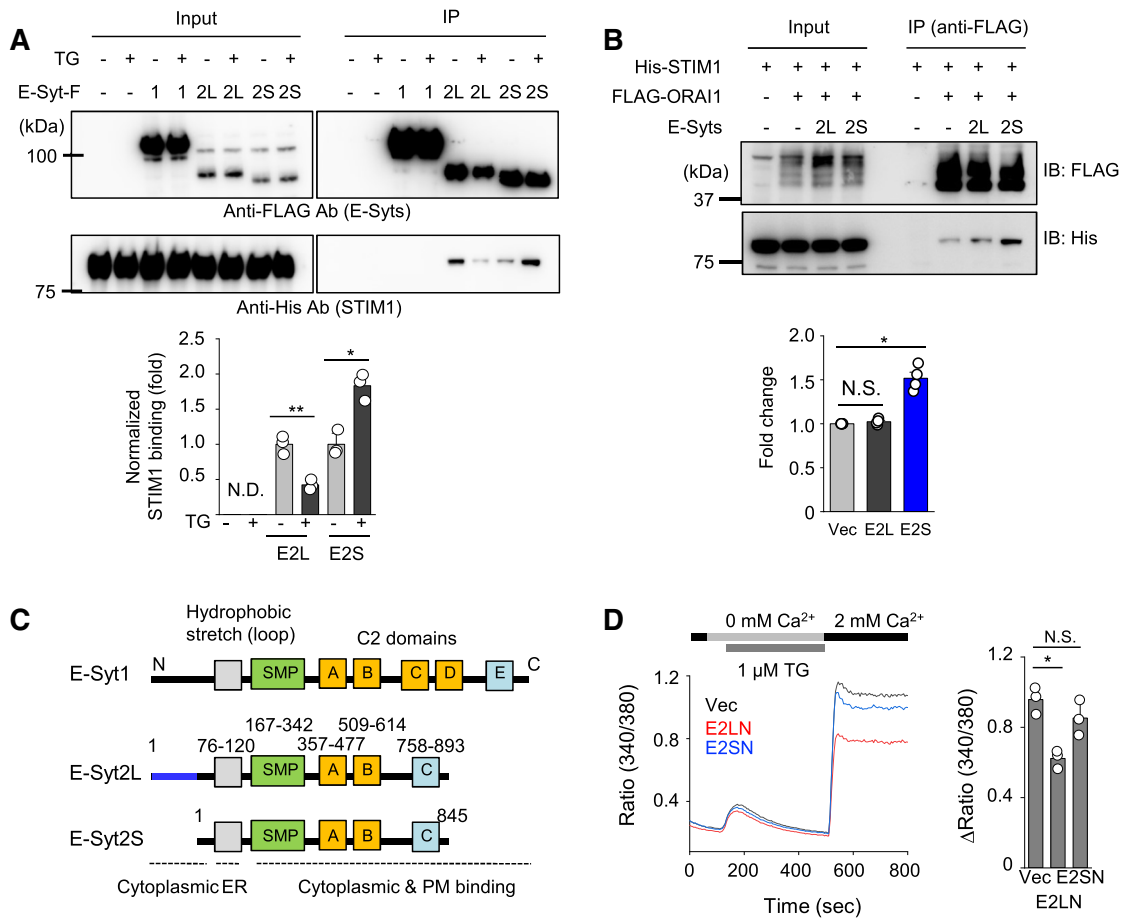 A
Input
IP
TG - + - + - + - + - + - + - + - +
E-Syt-F - - 1 1 2L 2L 2S 2S - - 1 1 2L 2L 2S 2S
(kDa)
100
Anti-FLAG Ab (E-Syts)
75
Anti-His Ab (STIM1)
Normalized
STIM1 binding (fold)
2.5
2.0
1.5
1.0
0.5
N.D.
**
*
TG - + - + - +
E2L E2S
B
Input
IP (anti-FLAG)
His-STIM1 + + + + + + + +
FLAG-ORAI1 - + + + - + + +
E-Syts - - 2L 2S - - 2L 2S
(kDa)
37
IB: FLAG
75
IB: His
Fold change
2.0
1.5
1.0
0.5
0
N.S.
*
Vec E2L E2S
C
Hydrophobic
stretch (loop)
C2 domains
E-Syt1
N
SMP
A
B
C
D
E
C
167-342
509-614
1
76-120
357-477
758-893
E-Syt2L
SMP
A
B
C
1
845
E-Syt2S
SMP
A
B
C
Cytoplasmic ER
Cytoplasmic & PM binding
D
0 mM Ca²⁺
2 mM Ca²⁺
1 µM TG
Ratio (340/380)
1.2
0.8
0.4
Vec
E2LN
E2SN
0 200 400 600 800
Time (sec)
ΔRatio (340/380)
1.2
0.8
0.4
0
N.S.
*
Vec E2SN
E2LN